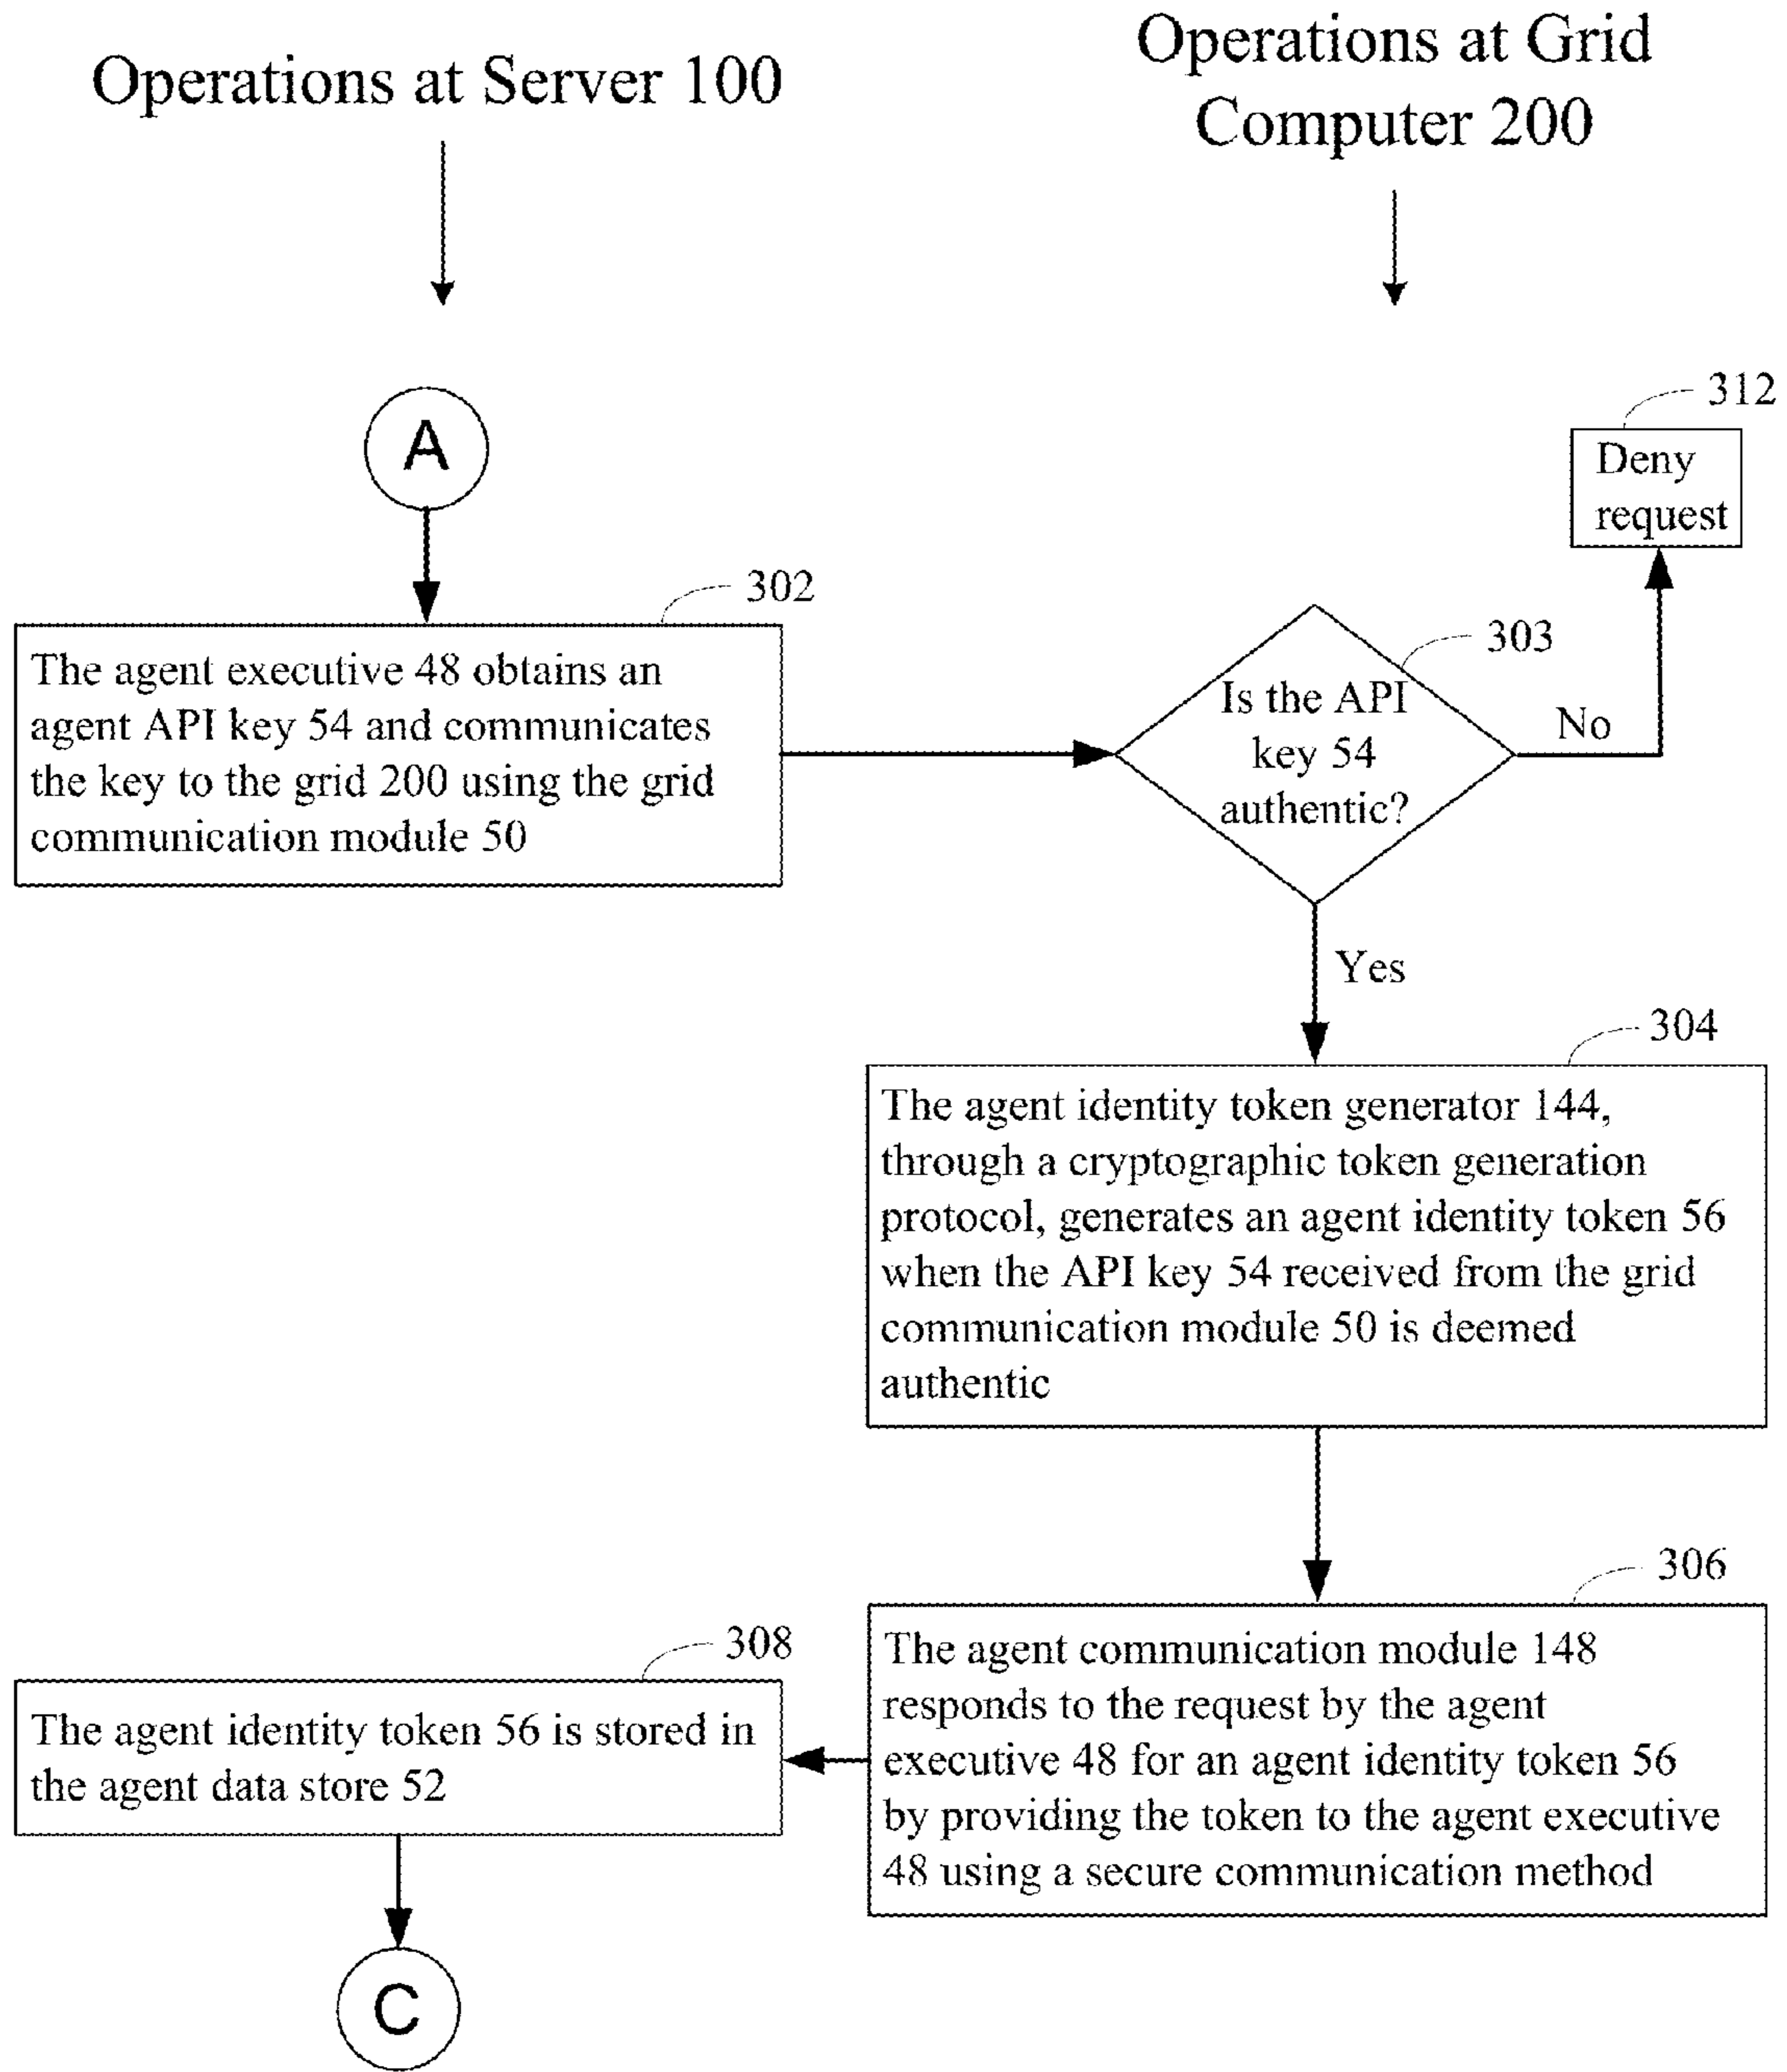 Operations at Server 100
Operations at Grid
Computer 200
A
312
Deny
request
302
The agent executive 48 obtains an
agent API key 54 and communicates
the key to the grid 200 using the grid
communication module 50
303
Is the API
key 54
authentic?
No
Yes
304
The agent identity token generator 144,
through a cryptographic token generation
protocol, generates an agent identity token 56
when the API key 54 received from the grid
communication module 50 is deemed
authentic
306
The agent communication module 148
responds to the request by the agent
executive 48 for an agent identity token 56
by providing the token to the agent executive
48 using a secure communication method
308
The agent identity token 56 is stored in
the agent data store 52
C